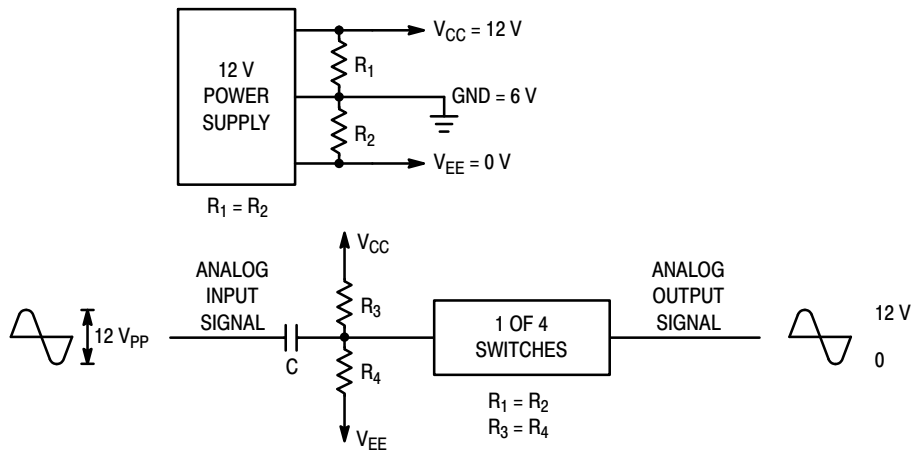 12 V
POWER
SUPPLY
V_CC = 12 V
R_1
GND = 6 V
R_2
V_EE = 0 V
R_1 = R_2
V_CC
ANALOG
INPUT
SIGNAL
12 V_PP
C
R_3
R_4
V_EE
1 OF 4
SWITCHES
R_1 = R_2
R_3 = R_4
ANALOG
OUTPUT
SIGNAL
12 V
0